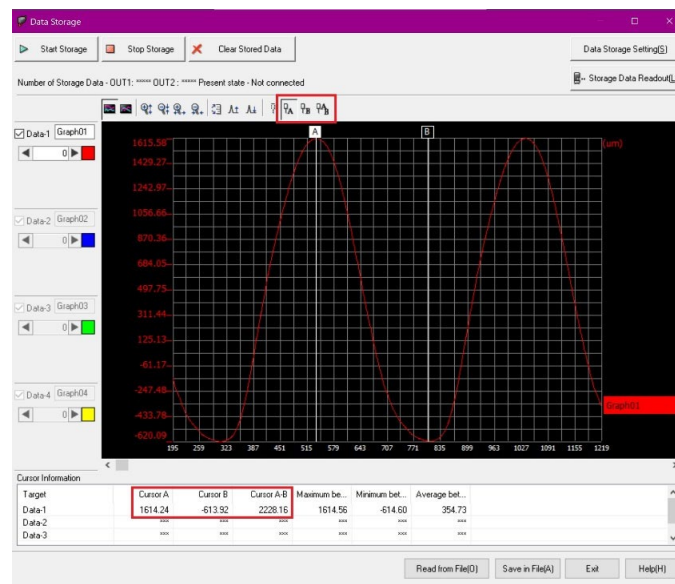 Data Storage
Start Storage Stop Storage Clear Stored Data Data Storage Setting(S)
Number of Storage Data - OUT1: ***** OUT2 : ***** Present state - Not connected Storage Data Readout(L
A B
Data-1 Graph01
0
Data-2 Graph02
0
Data-3 Graph03
0
Data-4 Graph04
0
(um)
1615.58
1429.27
1242.97
1056.66
870.36
684.05
497.75
311.44
125.13
-61.17
-247.48
-433.78
-620.09
Graph01
195 259 323 387 451 515 579 643 707 771 835 899 963 1027 1091 1155 1219
Cursor Information
Target Cursor A Cursor B Cursor A-B Maximum be... Minimum bet... Average bet...
Data-1 1614.24 -613.92 2228.16 1614.56 -614.60 354.73
Data-2 *** *** *** *** *** ***
Data-3 *** *** *** *** *** ***
Read from File(O) Save in File(A) Exit Help(H)